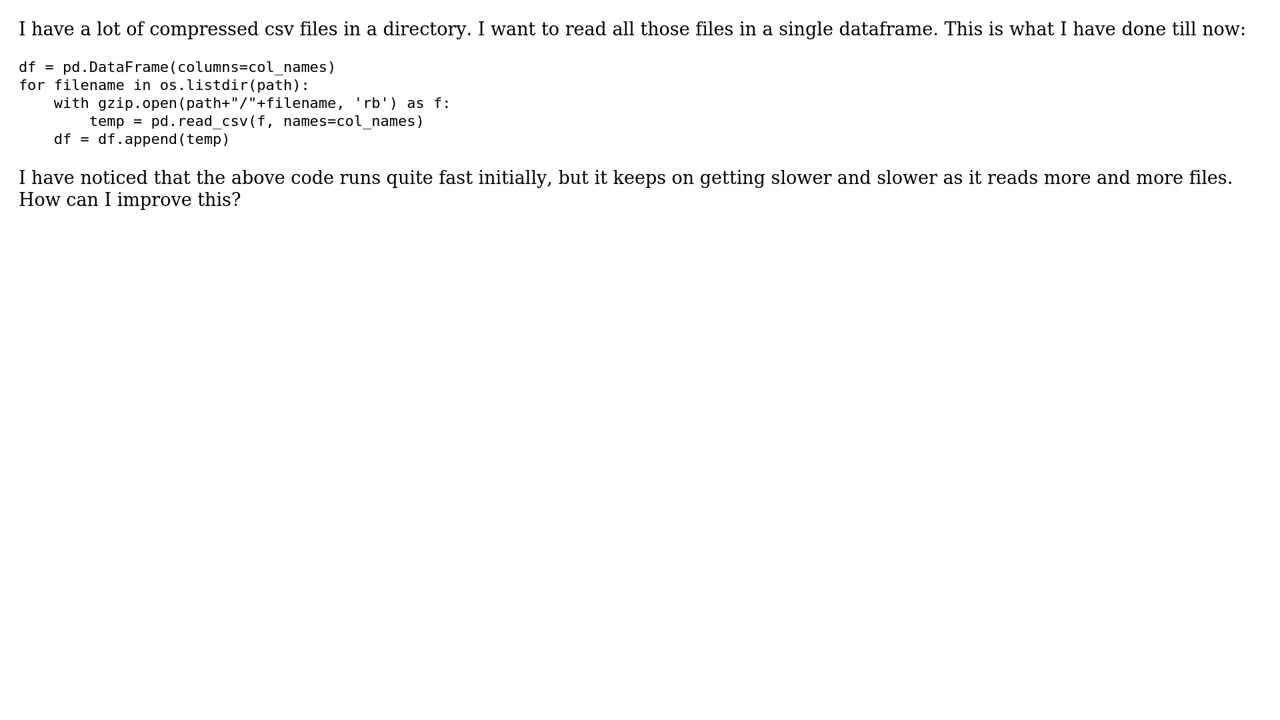 I have a lot of compressed csv files in a directory. I want to read all those files in a single dataframe. This is what I have done till now:
df = pd.DataFrame(columns=col_names)
for filename in os.listdir(path):
    with gzip.open(path+"/"+filename, 'rb') as f:
        temp = pd.read_csv(f, names=col_names)
    df = df.append(temp)
I have noticed that the above code runs quite fast initially, but it keeps on getting slower and slower as it reads more and more files.
How can I improve this?